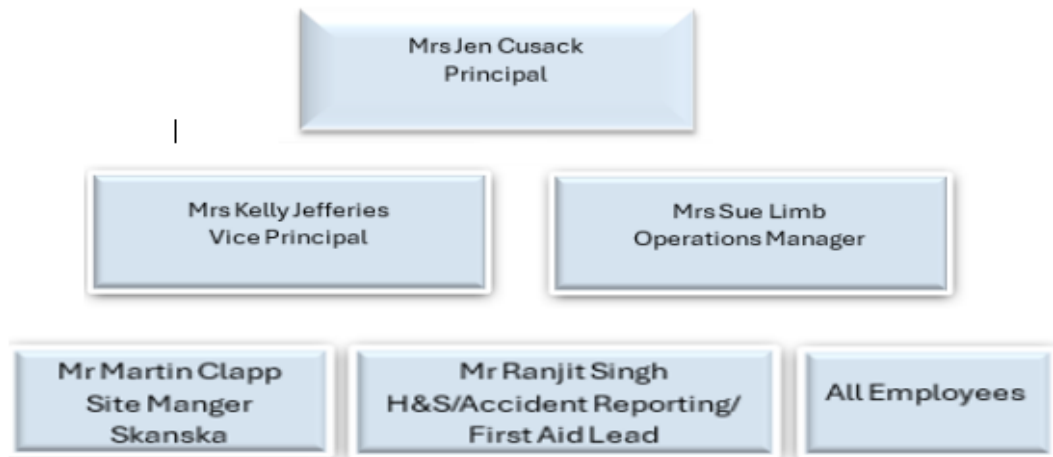 Mrs Jen Cusack
Principal
Mrs Kelly Jefferies
Vice Principal
Mrs Sue Limb
Operations Manager
Mr Martin Clapp
Site Manger
Skanska
Mr Ranjit Singh
H&S/Accident Reporting/
First Aid Lead
All Employees